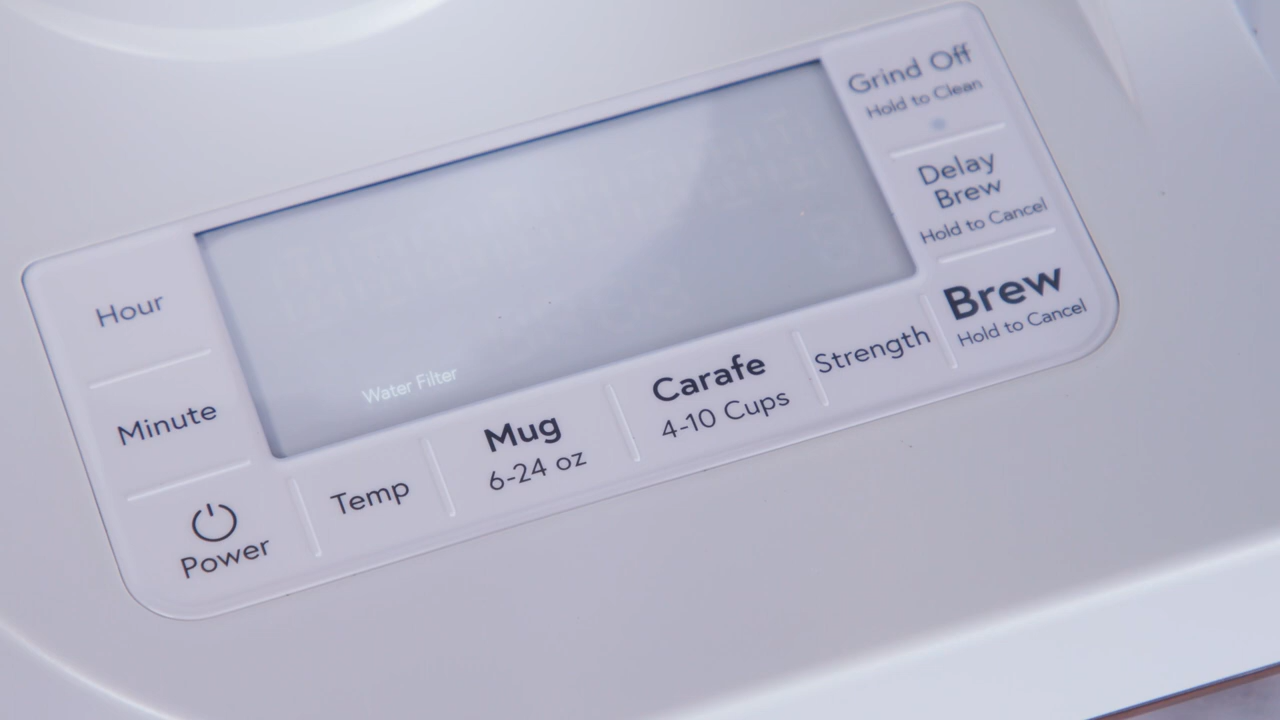 Grind Off
Hold to Clean
Delay
Brew
Hold to Cancel
Brew
Hold to Cancel
Hour
Minute
Power
Water Filter
Temp
Mug
6-24 oz
Carafe
4-10 Cups
Strength